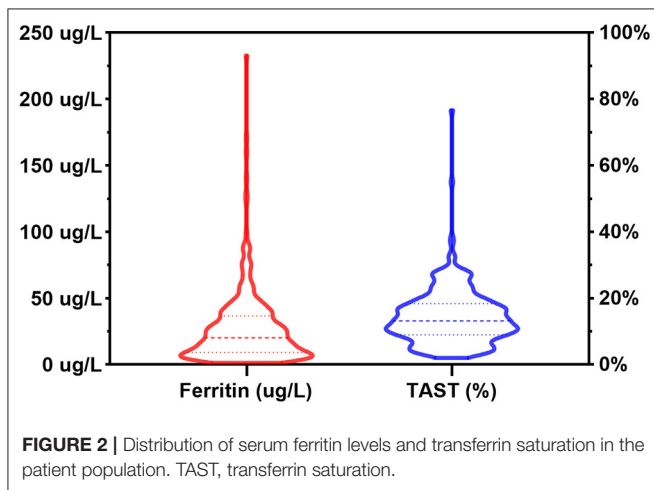 250 ug/L
200 ug/L
150 ug/L
100 ug/L
50 ug/L
0 ug/L
100%
80%
60%
40%
20%
0%
Ferritin (ug/L)
TAST (%)
FIGURE 2 | Distribution of serum ferritin levels and transferrin saturation in the
patient population. TAST, transferrin saturation.